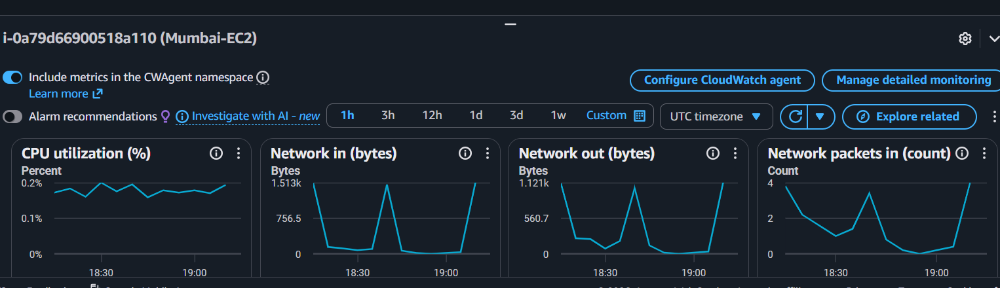 i-0a79d66900518a110 (Mumbai-EC2)
Include metrics in the CWAgent namespace
Configure CloudWatch agent
Manage detailed monitoring
Learn more
Alarm recommendations
Investigate with AI - new
1h 3h 12h 1d 3d 1w Custom
UTC timezone
Explore related
CPU utilization (%)
Percent
0.2%
0.1%
0%
18:30 19:00
Network in (bytes)
Bytes
1.513k
756.5
0
18:30 19:00
Network out (bytes)
Bytes
1.121k
560.7
0
18:30 19:00
Network packets in (count)
Count
4
2
0
18:30 19:00